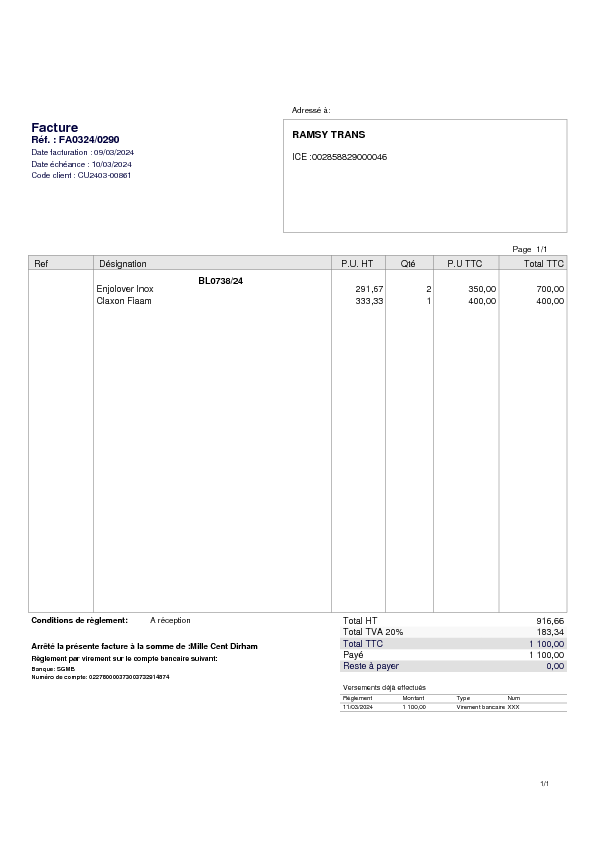 Adressé à:
Facture
Réf. : FA0324/0290
Date facturation : 09/03/2024
Date échéance : 10/03/2024
Code client : CU2403-00861
RAMSY TRANS
ICE :002858829000046
Page 1/1
Ref Désignation P.U. HT Qté P.U TTC Total TTC
BL0738/24
Enjolover Inox 291,67 2 350,00 700,00
Claxon Fiaam 333,33 1 400,00 400,00
Conditions de règlement: A réception
Total HT 916,66
Total TVA 20% 183,34
Total TTC 1 100,00
Payé 1 100,00
Reste à payer 0,00
Arrêté la présente facture à la somme de :Mille Cent Dirham
Règlement par virement sur le compte bancaire suivant:
Banque: SGMB
Numéro de compte: 022780000373003732914874
Versements déjà effectués
Règlement Montant Type Num
11/03/2024 1 100,00 Virement bancaire XXX
1/1